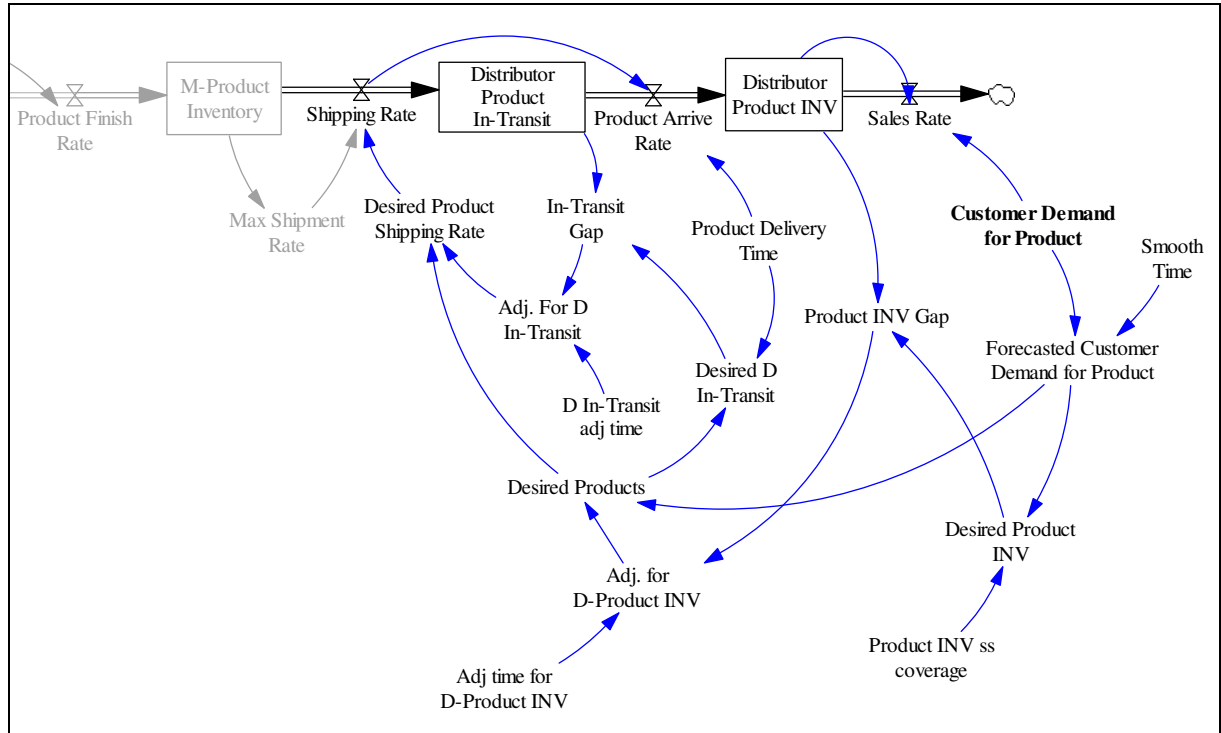 M-Product
Inventory
Distributor
Product
In-Transit
Distributor
Product INV
Product Finish
Rate
Shipping Rate
Product Arrive
Rate
Sales Rate
Max Shipment
Rate
Desired Product
Shipping Rate
In-Transit
Gap
Product Delivery
Time
Customer Demand
for Product
Smooth
Time
Adj. For D
In-Transit
Product INV Gap
Forecasted Customer
Demand for Product
D In-Transit
adj time
Desired D
In-Transit
Desired Products
Desired Product
INV
Adj. for
D-Product INV
Product INV ss
coverage
Adj time for
D-Product INV